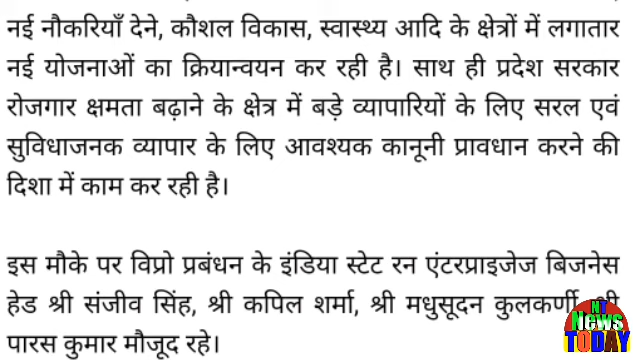 नई नौकरियाँ देने, कौशल विकास, स्वास्थ्य आदि के क्षेत्रों में लगातार
नई योजनाओं का क्रियान्वयन कर रही है। साथ ही प्रदेश सरकार
रोजगार क्षमता बढ़ाने के क्षेत्र में बड़े व्यापारियों के लिए सरल एवं
सुविधाजनक व्यापार के लिए आवश्यक कानूनी प्रावधान करने की
दिशा में काम कर रही है।
इस मौके पर विप्रो प्रबंधन के इंडिया स्टेट रन एंटरप्राइजेज बिजनेस
हेड श्री संजीव सिंह, श्री कपिल शर्मा, श्री मधुसूदन कुलकर्णी
पारस कुमार मौजूद रहे।
NT
News
TODAY